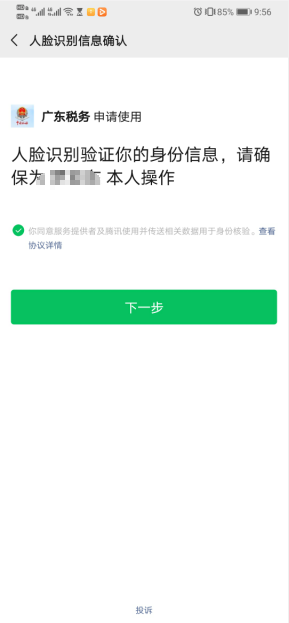 85% 9:56
人脸识别信息确认
广东税务 申请使用
人脸识别验证你的身份信息，请确
保为 本人操作
你同意服务提供者及腾讯使用并传送相关数据用于身份核验。查看
协议详情
下一步
投诉